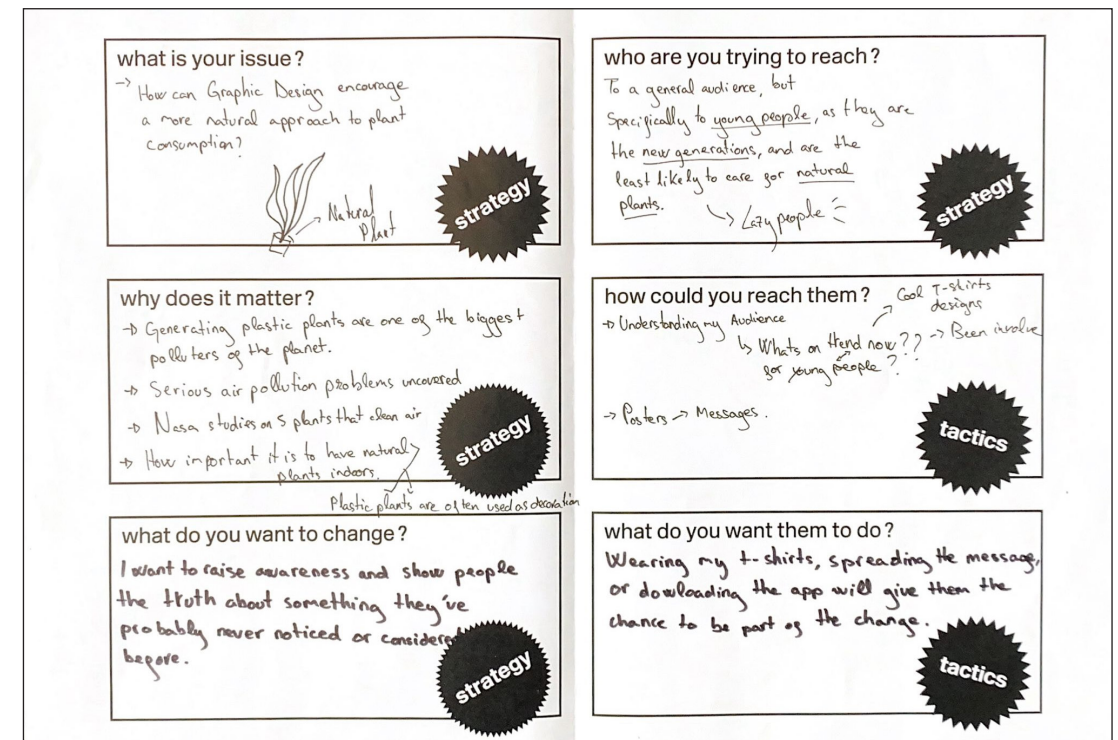 what is your issue?
-> How can Graphic Design encourage
a more natural approach to plant
consumption?
-> Natural
Plant
strategy
who are you trying to reach?
To a general audience, but
Specifically to young people, as they are
the new generations, and are the
least likely to care for natural
plants.
-> Lazy people
strategy
why does it matter?
-> Generating plastic plants are one of the biggest
polluters of the planet.
-> Serious air pollution problems uncovered
-> Nasa studies on 5 plants that clean air
-> How important it is to have natural
plants indoors.
Plastic plants are often used as decoration
strategy
how could you reach them?
Cool T-shirts
designs
-> Understanding my Audience
Whats on trend now?? -> Been involve
for young people?
-> Posters -> Messages.
tactics
what do you want to change?
I want to raise awareness and show people
the truth about something they've
probably never noticed or considered
before.
strategy
what do you want them to do?
Wearing my t-shirts, spreading the message,
or dowloading the app will give them the
chance to be part of the change.
tactics